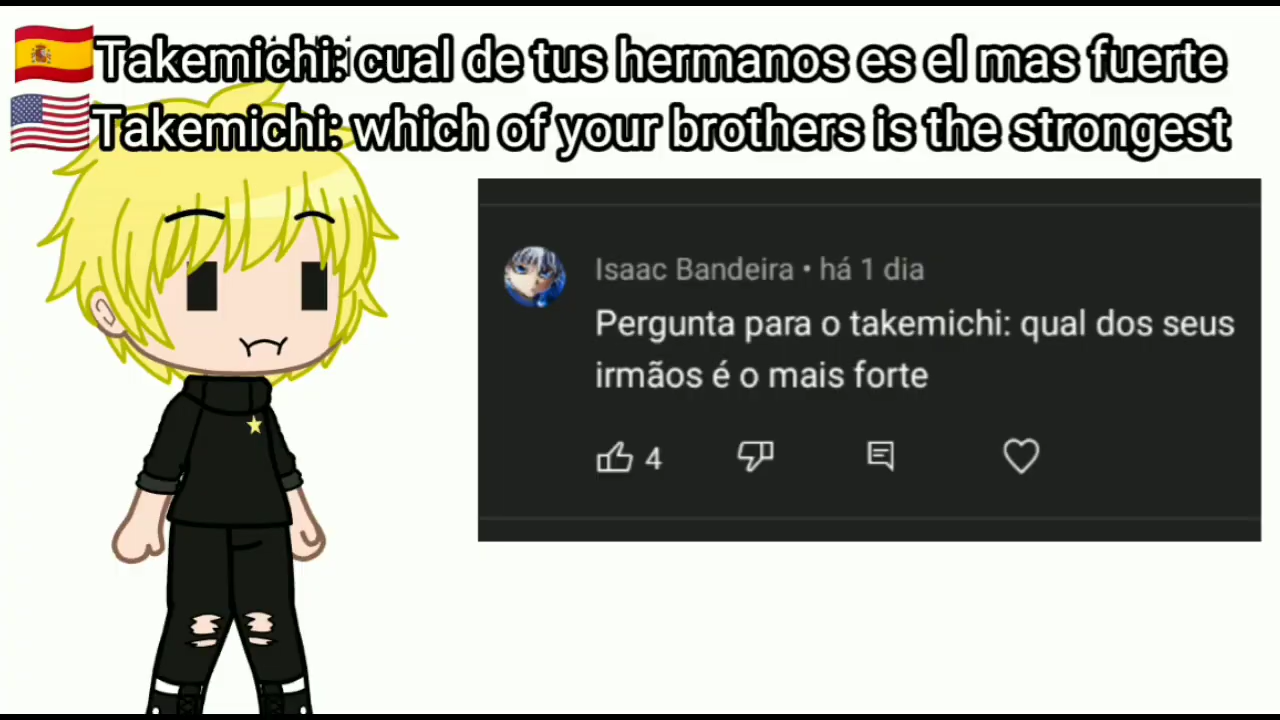 Takemichi: cual de tus hermanos es el mas fuerte
Takemichi: which of your brothers is the strongest
Isaac Bandeira • há 1 dia
Pergunta para o takemichi: qual dos seus
irmãos é o mais forte
4